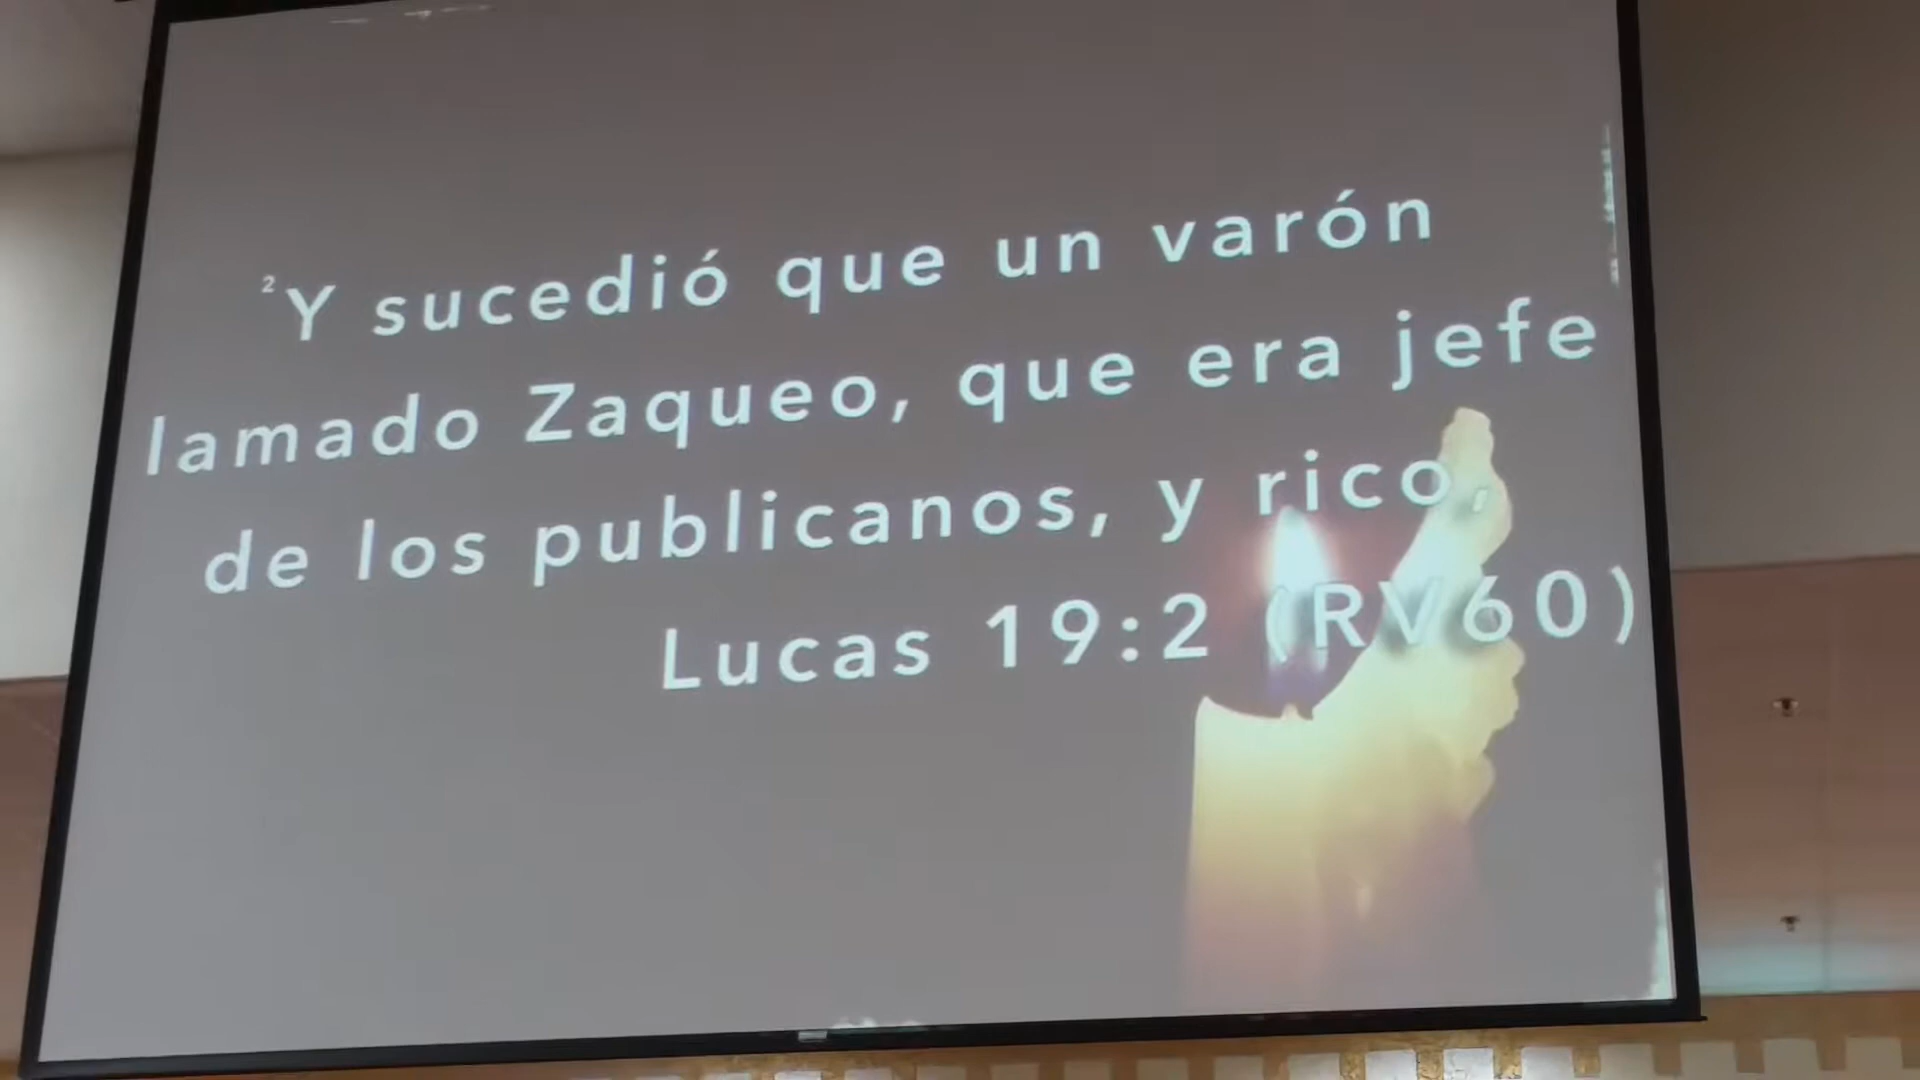 ²Y sucedió que un varón
lamado Zaqueo, que era jefe
de los publicanos, y rico,
Lucas 19:2 (RV60)